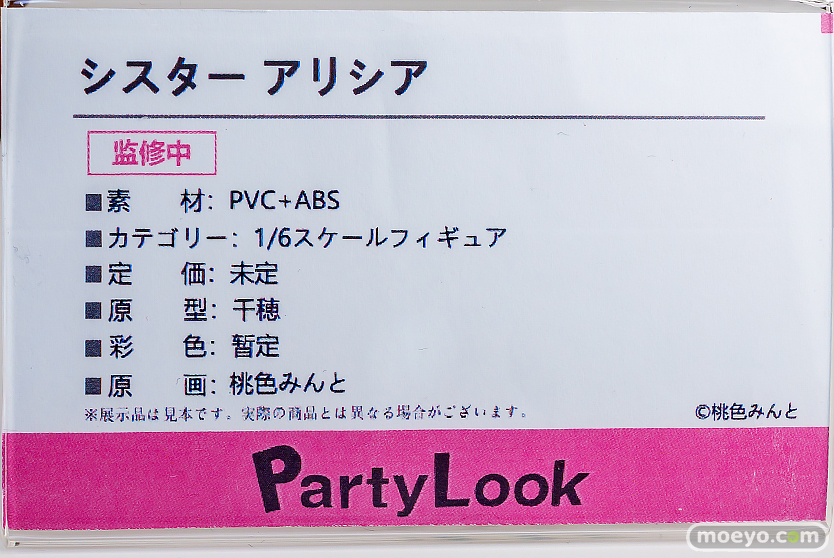 シスター アリシア
監修中
■素　　材：PVC+ABS
■カテゴリー：1/6スケールフィギュア
■定　　価：未定
■原　　型：千穂
■彩　　色：暫定
■原　　画：桃色みんと
※展示品は見本です。実際の商品とは異なる場合がございます。
©桃色みんと
PartyLook
moeyo.com